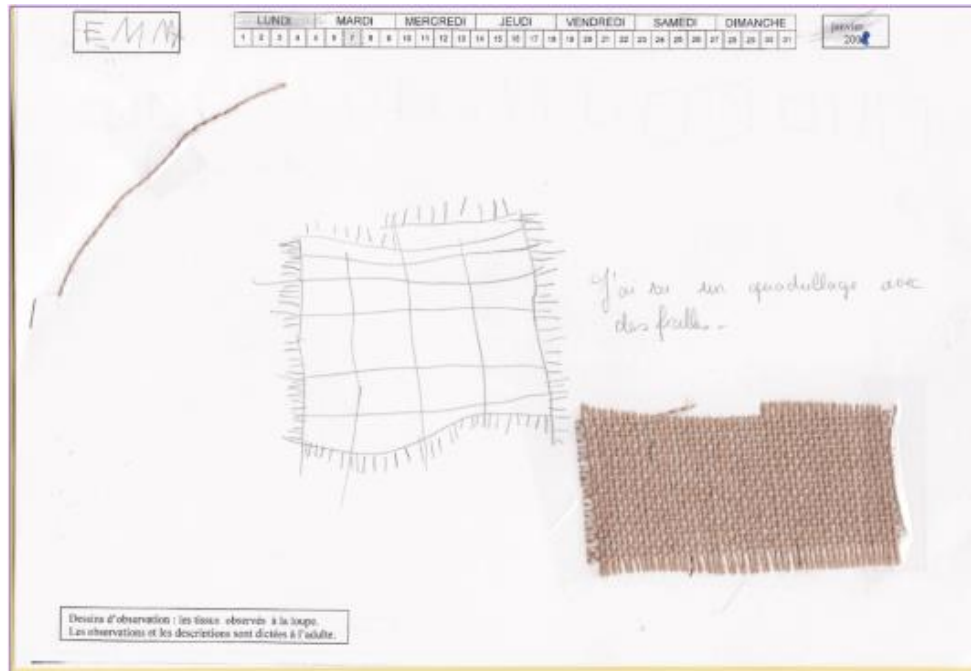 EMMA
LUNDI MARDI MERCREDI JEUDI VENDREDI SAMEDI DIMANCHE
1 2 3 4 5 6 7 8 9 10 11 12 13 14 15 16 17 18 19 20 21 22 23 24 25 26 27 28 29 30 31
janvier
2008
J'ai vu un quadrillage avec
des ficelles.
Dessins d'observation : les tissus observés à la loupe.
Les observations et les descriptions sont dictées à l'adulte.